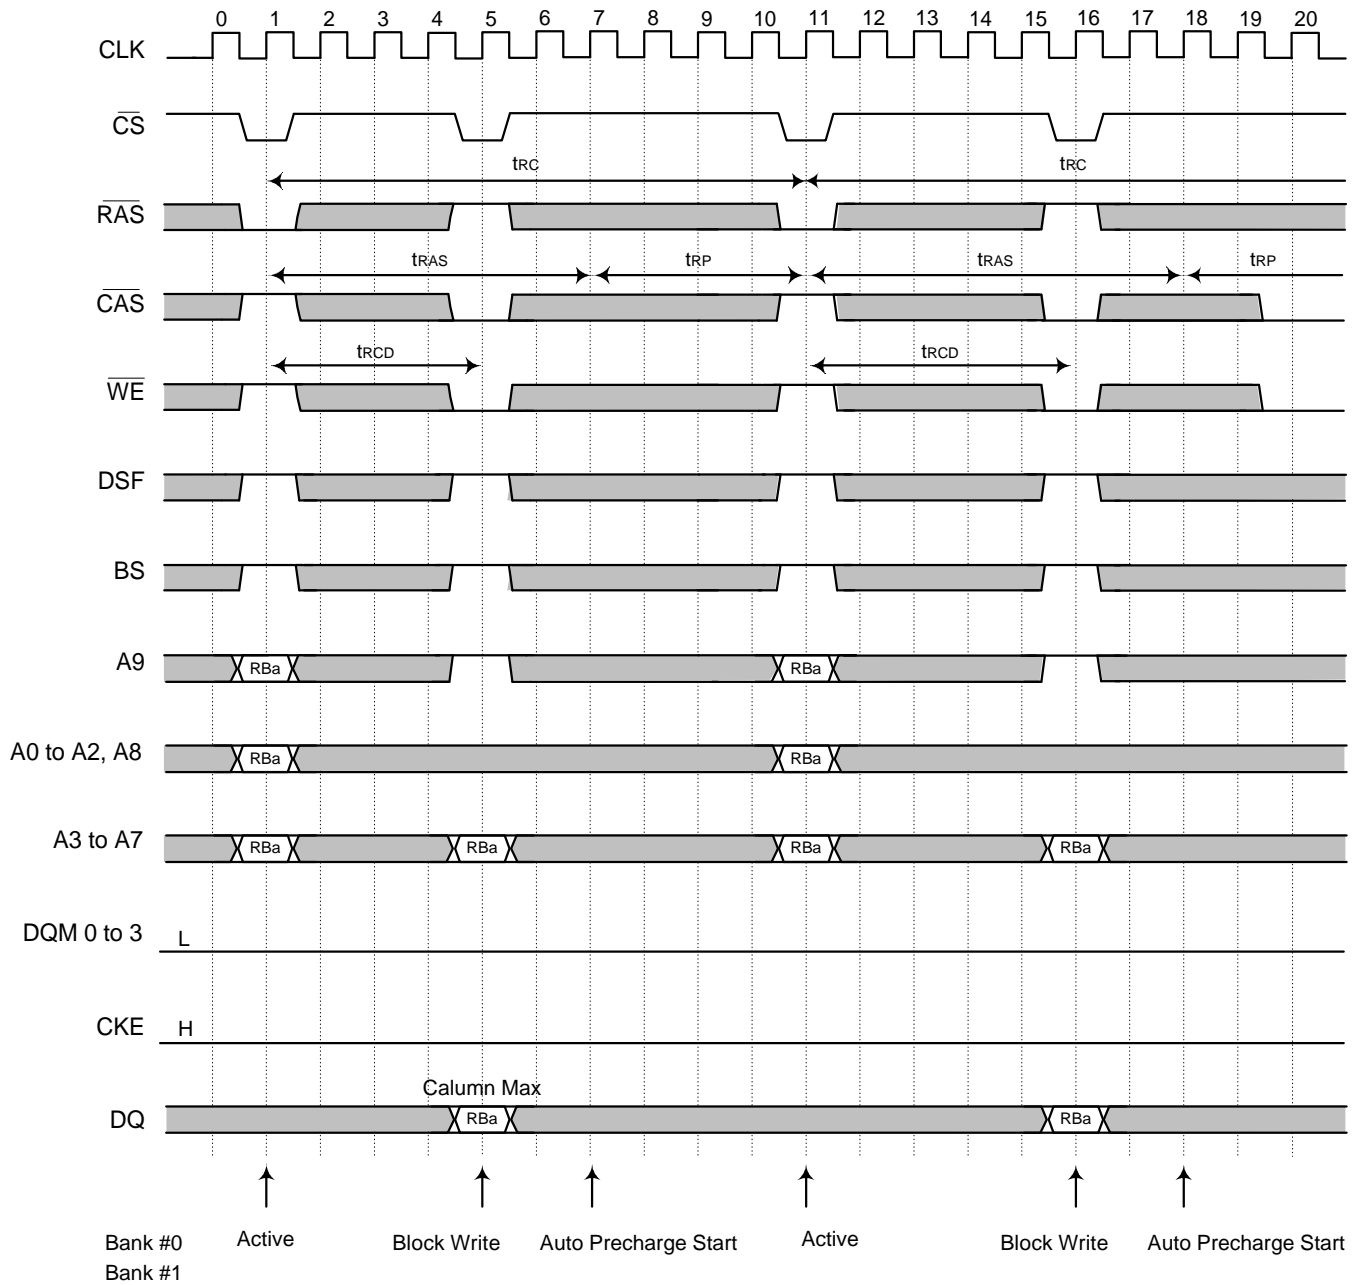 0 1 2 3 4 5 6 7 8 9 10 11 12 13 14 15 16 17 18 19 20
CLK
CS
tRC tRC
RAS
tRAS tRP tRAS tRP
CAS
tRCD tRCD
WE
DSF
BS
A9 RBa RBa
A0 to A2, A8 RBa RBa
A3 to A7 RBa RBa RBa RBa
DQM 0 to 3 L
CKE H
Calumn Max
DQ RBa RBa
Active Block Write Auto Precharge Start Active Block Write Auto Precharge Start
Bank #0
Bank #1